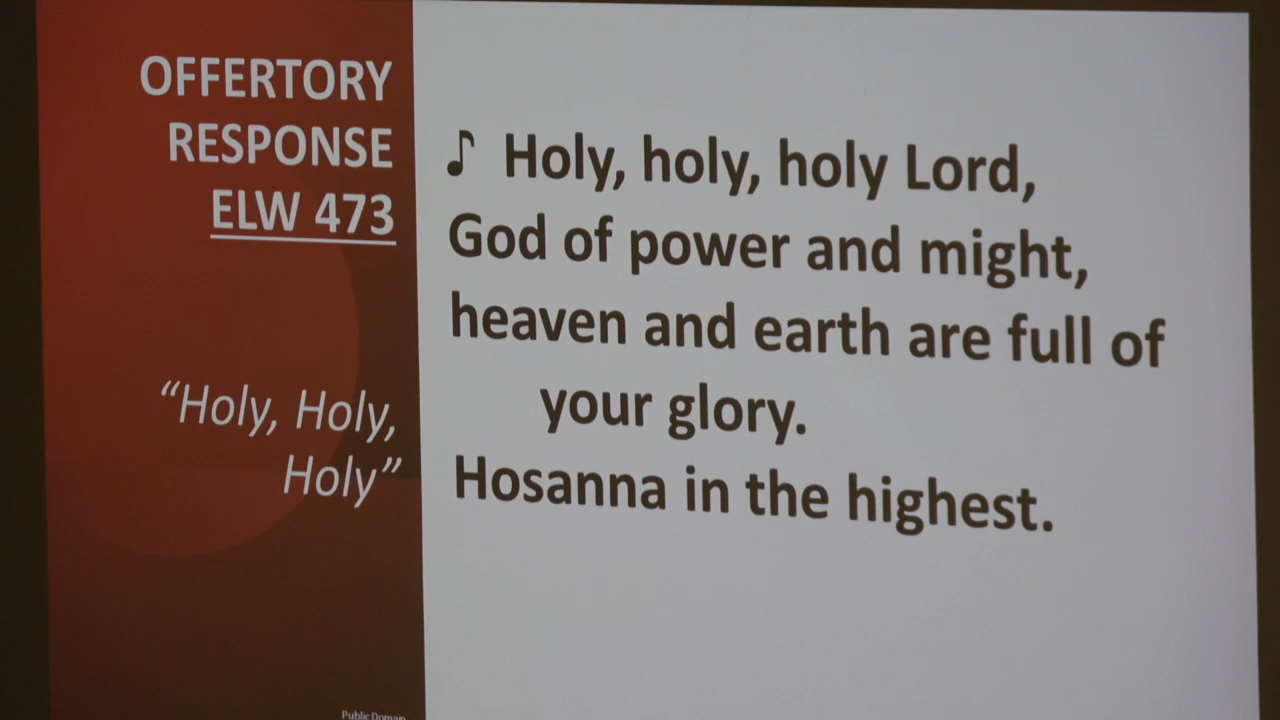 OFFERTORY
RESPONSE
ELW 473
“Holy, Holy,
Holy”
♪ Holy, holy, holy Lord,
God of power and might,
heaven and earth are full of
your glory.
Hosanna in the highest.
Public Domain